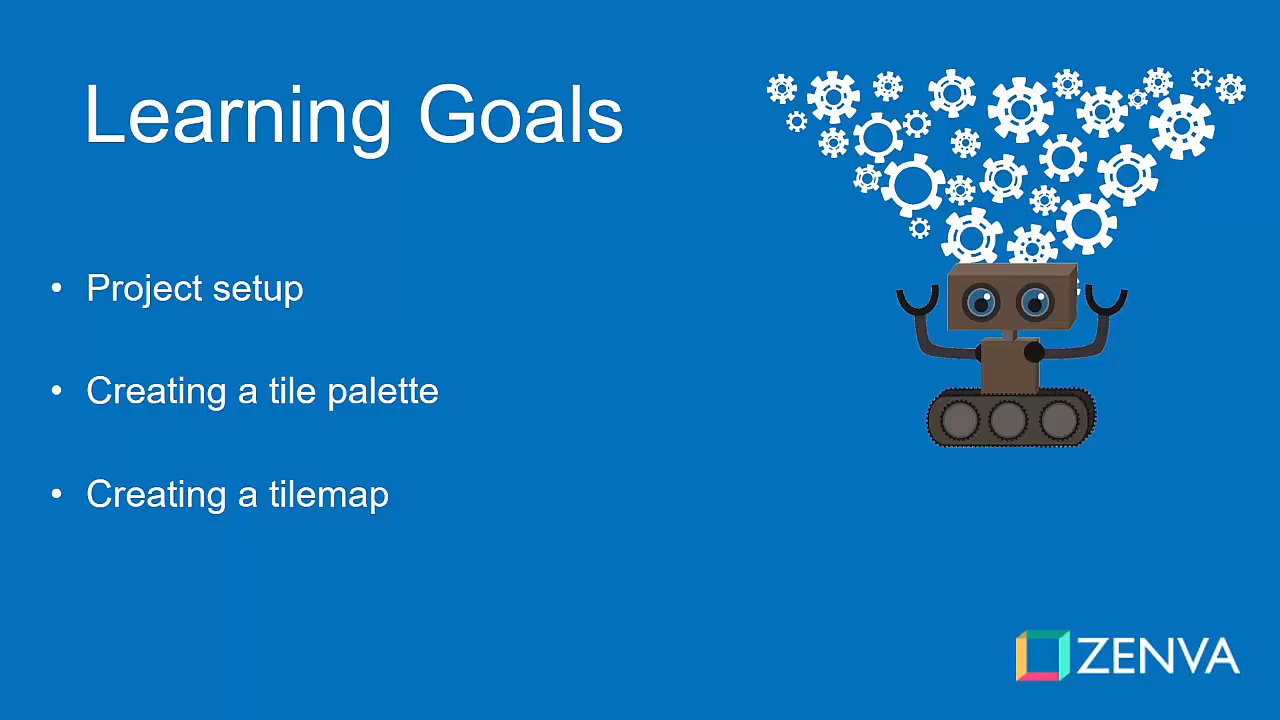 Learning Goals
• Project setup
• Creating a tile palette
• Creating a tilemap
ZENVA